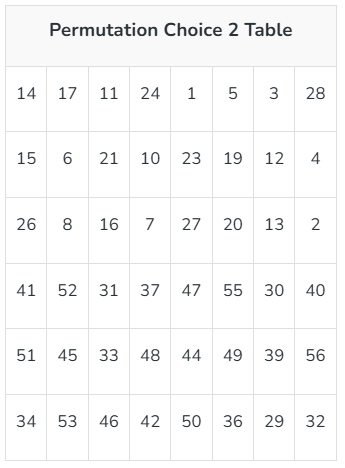 Permutation Choice 2 Table
14 17 11 24 1 5 3 28
15 6 21 10 23 19 12 4
26 8 16 7 27 20 13 2
41 52 31 37 47 55 30 40
51 45 33 48 44 49 39 56
34 53 46 42 50 36 29 32